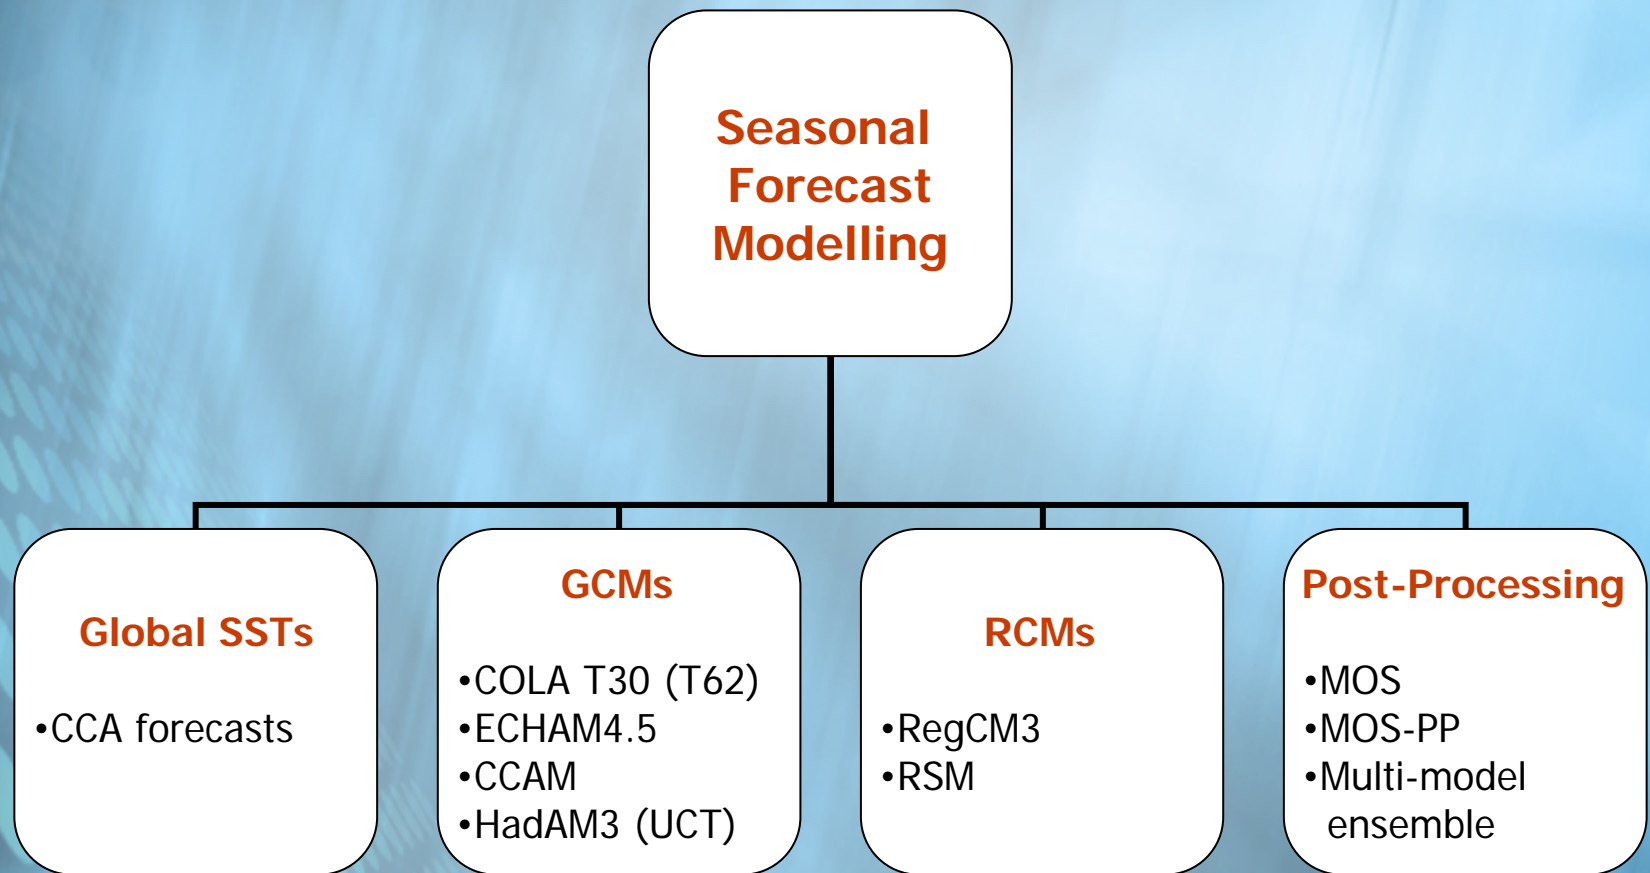 Seasonal
Forecast
Modelling
Global SSTs
•CCA forecasts
GCMs
•COLA T30 (T62)
•ECHAM4.5
•CCAM
•HadAM3 (UCT)
RCMs
•RegCM3
•RSM
Post-Processing
•MOS
•MOS-PP
•Multi-model
ensemble